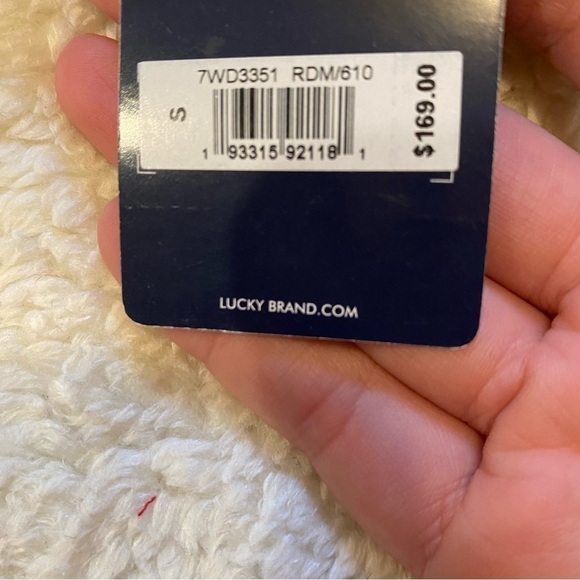 7WD3351 RDM/610
S
1 93315 92118 1
$169.00
LUCKY BRAND.COM